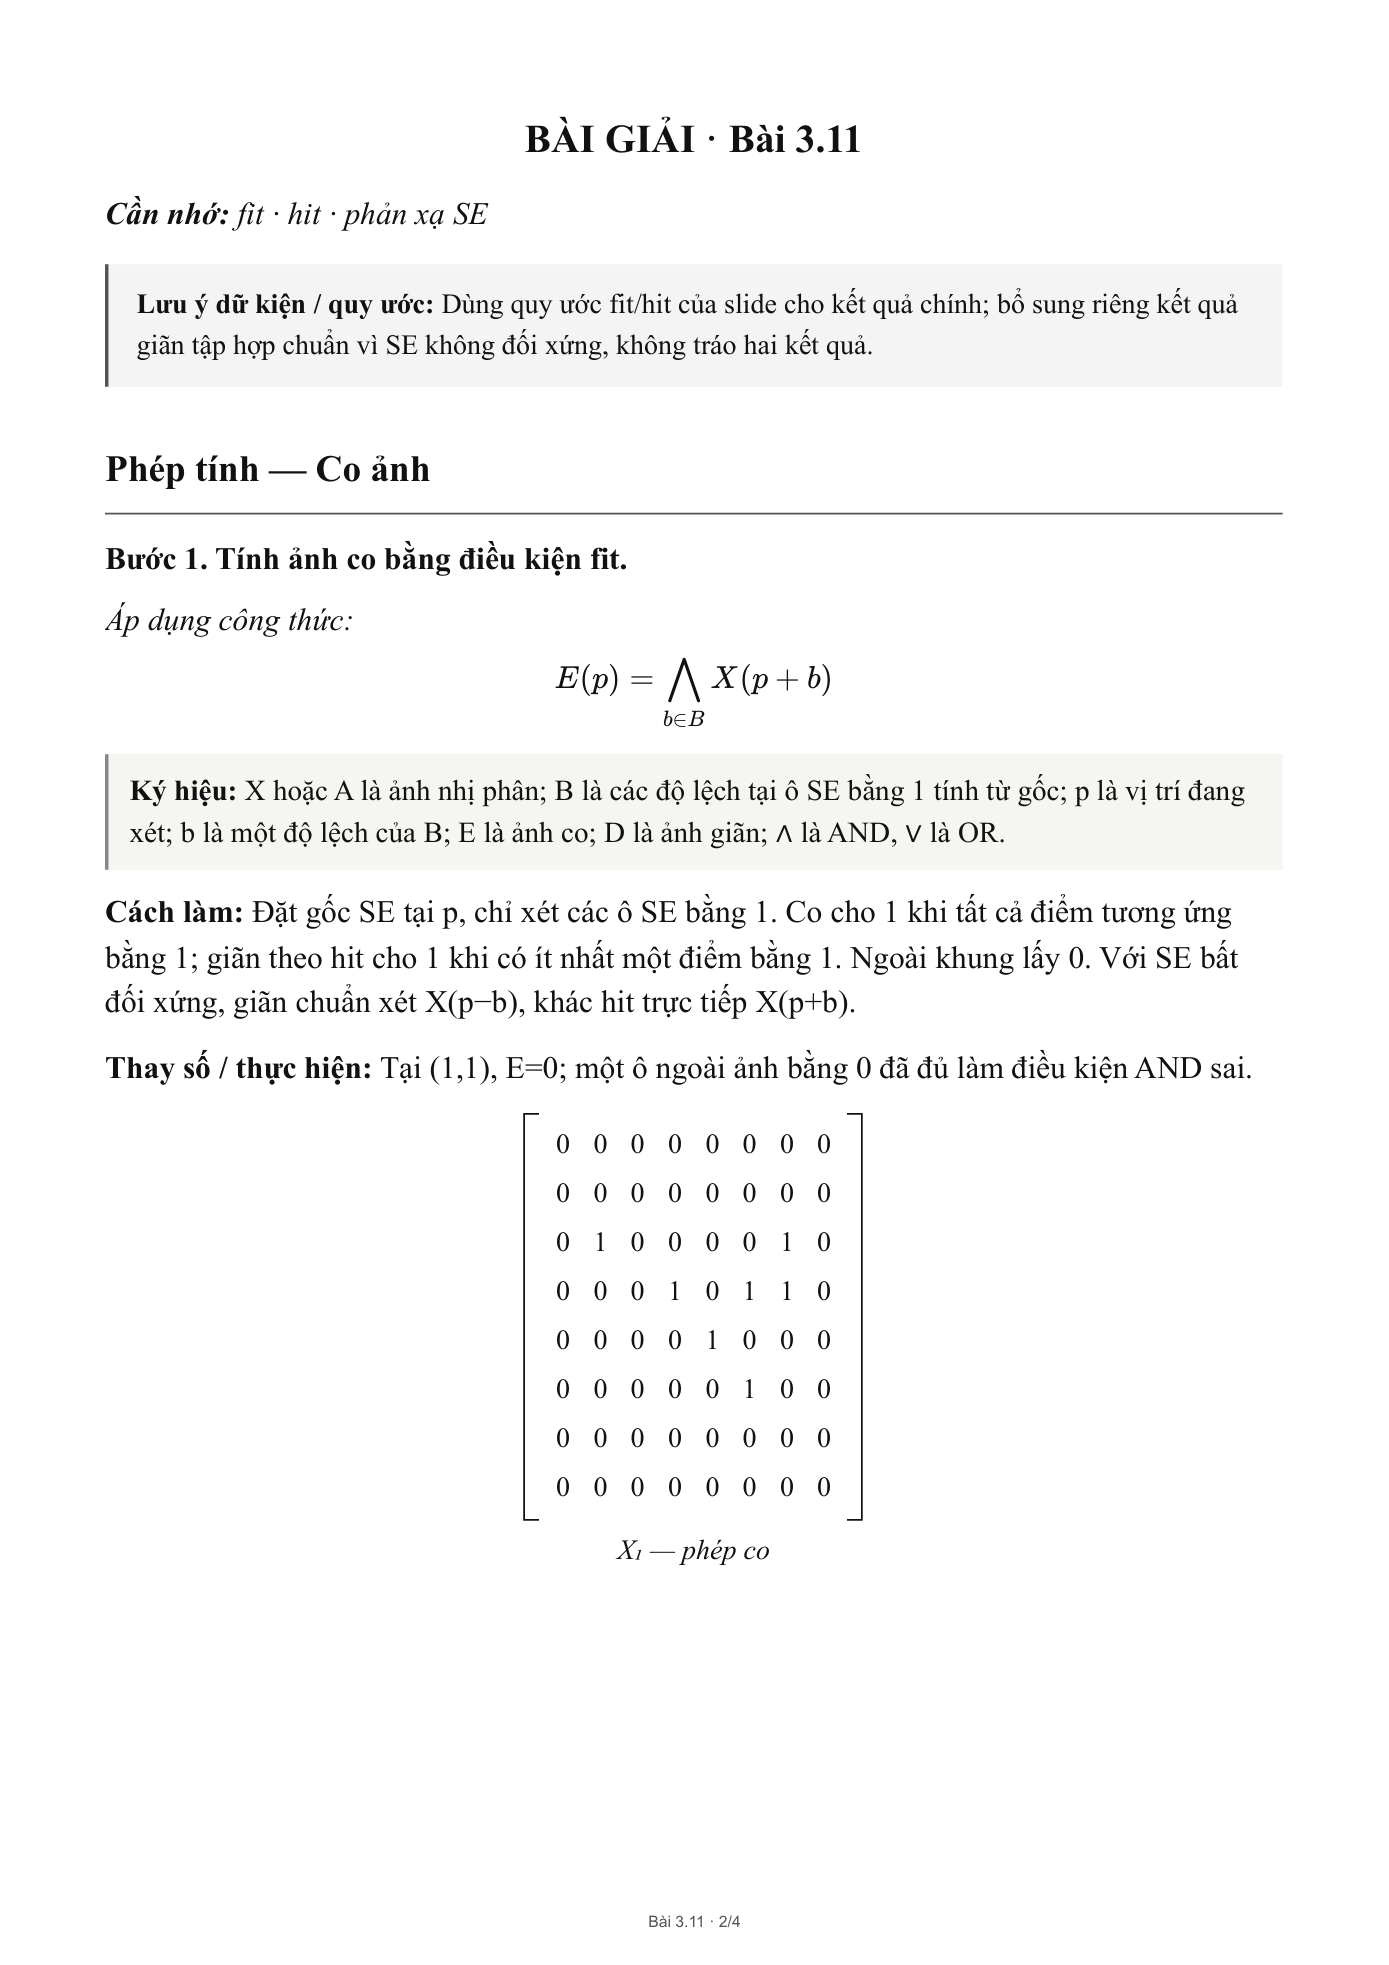 BÀI GIẢI · Bài 3.11
Cần nhớ: fit · hit · phản xạ SE
Lưu ý dữ kiện / quy ước: Dùng quy ước fit/hit của slide cho kết quả chính; bổ sung riêng kết quả
giãn tập hợp chuẩn vì SE không đối xứng, không tráo hai kết quả.
Phép tính — Co ảnh
Bước 1. Tính ảnh co bằng điều kiện fit.
Áp dụng công thức:
E(p) = ⋀ X(p + b)
b∈B
Ký hiệu: X hoặc A là ảnh nhị phân; B là các độ lệch tại ô SE bằng 1 tính từ gốc; p là vị trí đang
xét; b là một độ lệch của B; E là ảnh co; D là ảnh giãn; ∧ là AND, ∨ là OR.
Cách làm: Đặt gốc SE tại p, chỉ xét các ô SE bằng 1. Co cho 1 khi tất cả điểm tương ứng
bằng 1; giãn theo hit cho 1 khi có ít nhất một điểm bằng 1. Ngoài khung lấy 0. Với SE bất
đối xứng, giãn chuẩn xét X(p−b), khác hit trực tiếp X(p+b).
Thay số / thực hiện: Tại (1,1), E=0; một ô ngoài ảnh bằng 0 đã đủ làm điều kiện AND sai.
0 0 0 0 0 0 0 0
0 0 0 0 0 0 0 0
0 1 0 0 0 0 1 0
0 0 0 1 0 1 1 0
0 0 0 0 1 0 0 0
0 0 0 0 0 1 0 0
0 0 0 0 0 0 0 0
0 0 0 0 0 0 0 0
X₁ — phép co
Bài 3.11 · 2/4